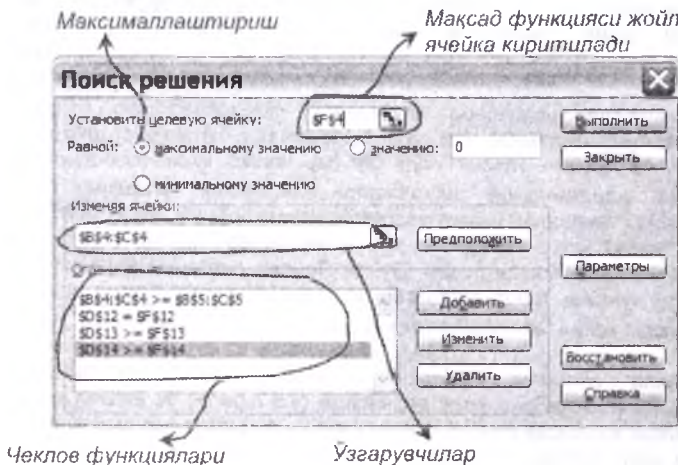 Максималлаштириш
Мақсад функцияси жойл
ячейка киритилади
Поиск решения
Установить целевую ячейку: $F$4
Выполнить
Равной: максимальному значению значению: 0
Закрыть
минимальному значению
Изменяя ячейки:
$B$4:$C$4
Предположить
Параметры
$B$4:$C$4 >= $B$5:$C$5
Добавить
$D$12 = $F$12
$D$13 >= $F$13
Изменить
$D$14 >= $F$14
Восстановить
Удалить
Справка
Чеклов функциялари
Ўзгарувчилар